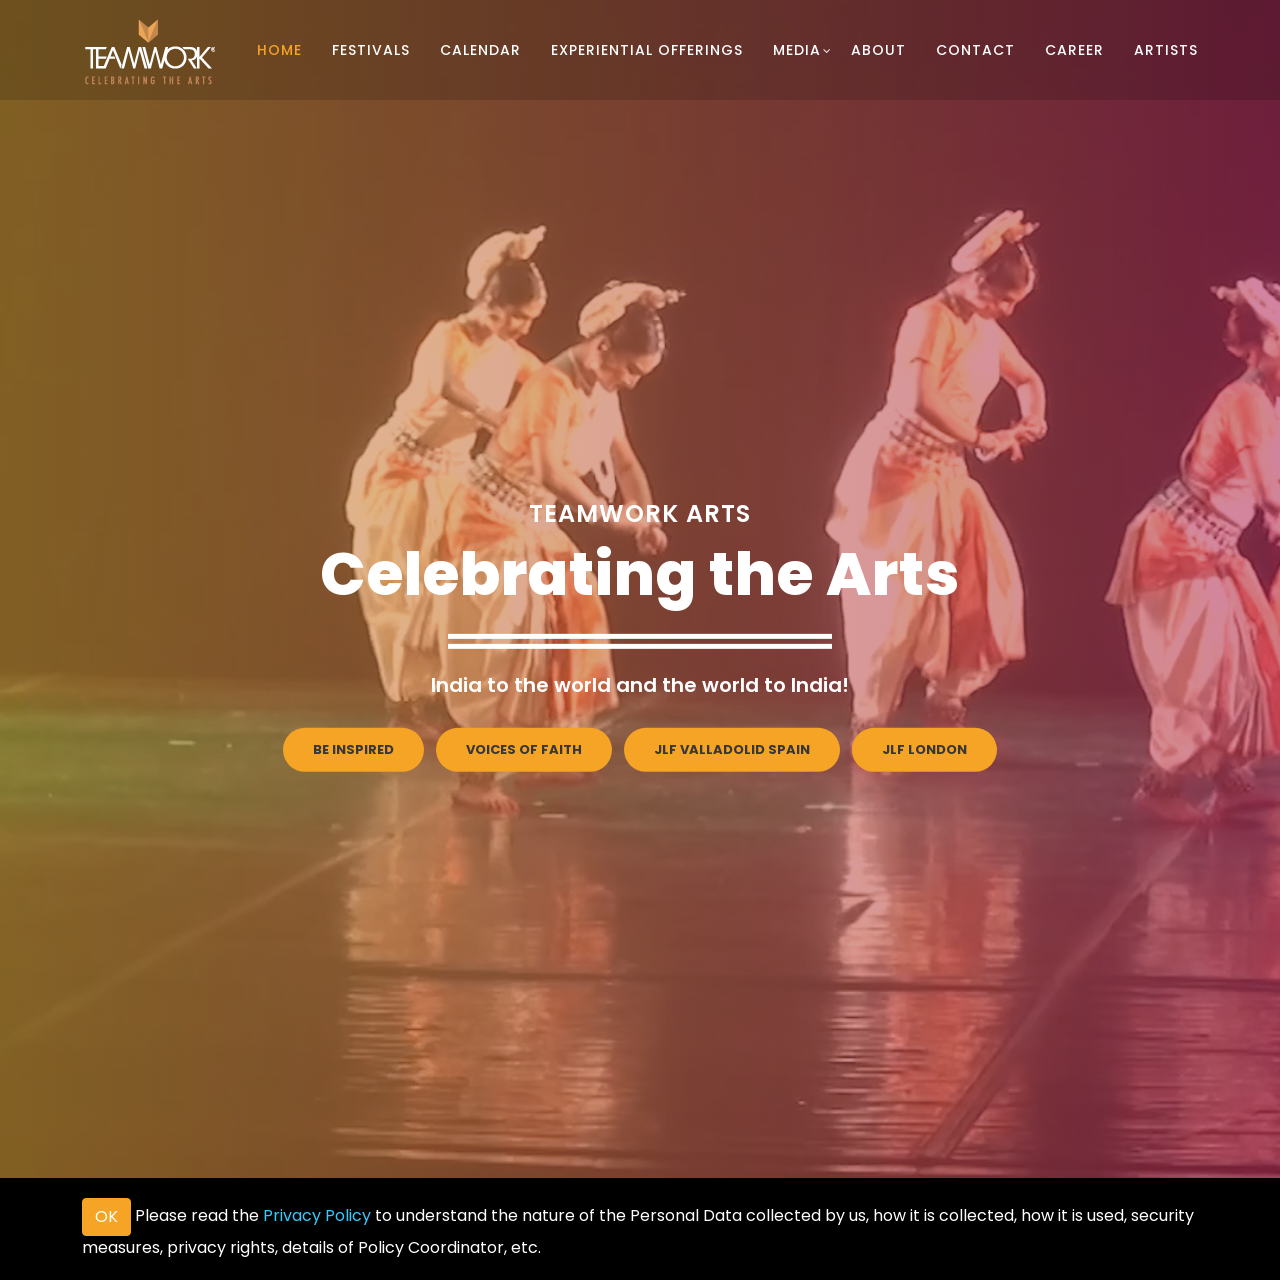 TEAMWORK®
CELEBRATING THE ARTS
HOME FESTIVALS CALENDAR EXPERIENTIAL OFFERINGS MEDIA ABOUT CONTACT CAREER ARTISTS
TEAMWORK ARTS
Celebrating the Arts
India to the world and the world to India!
BE INSPIRED VOICES OF FAITH JLF VALLADOLID SPAIN JLF LONDON
OK Please read the Privacy Policy to understand the nature of the Personal Data collected by us, how it is collected, how it is used, security
measures, privacy rights, details of Policy Coordinator, etc.